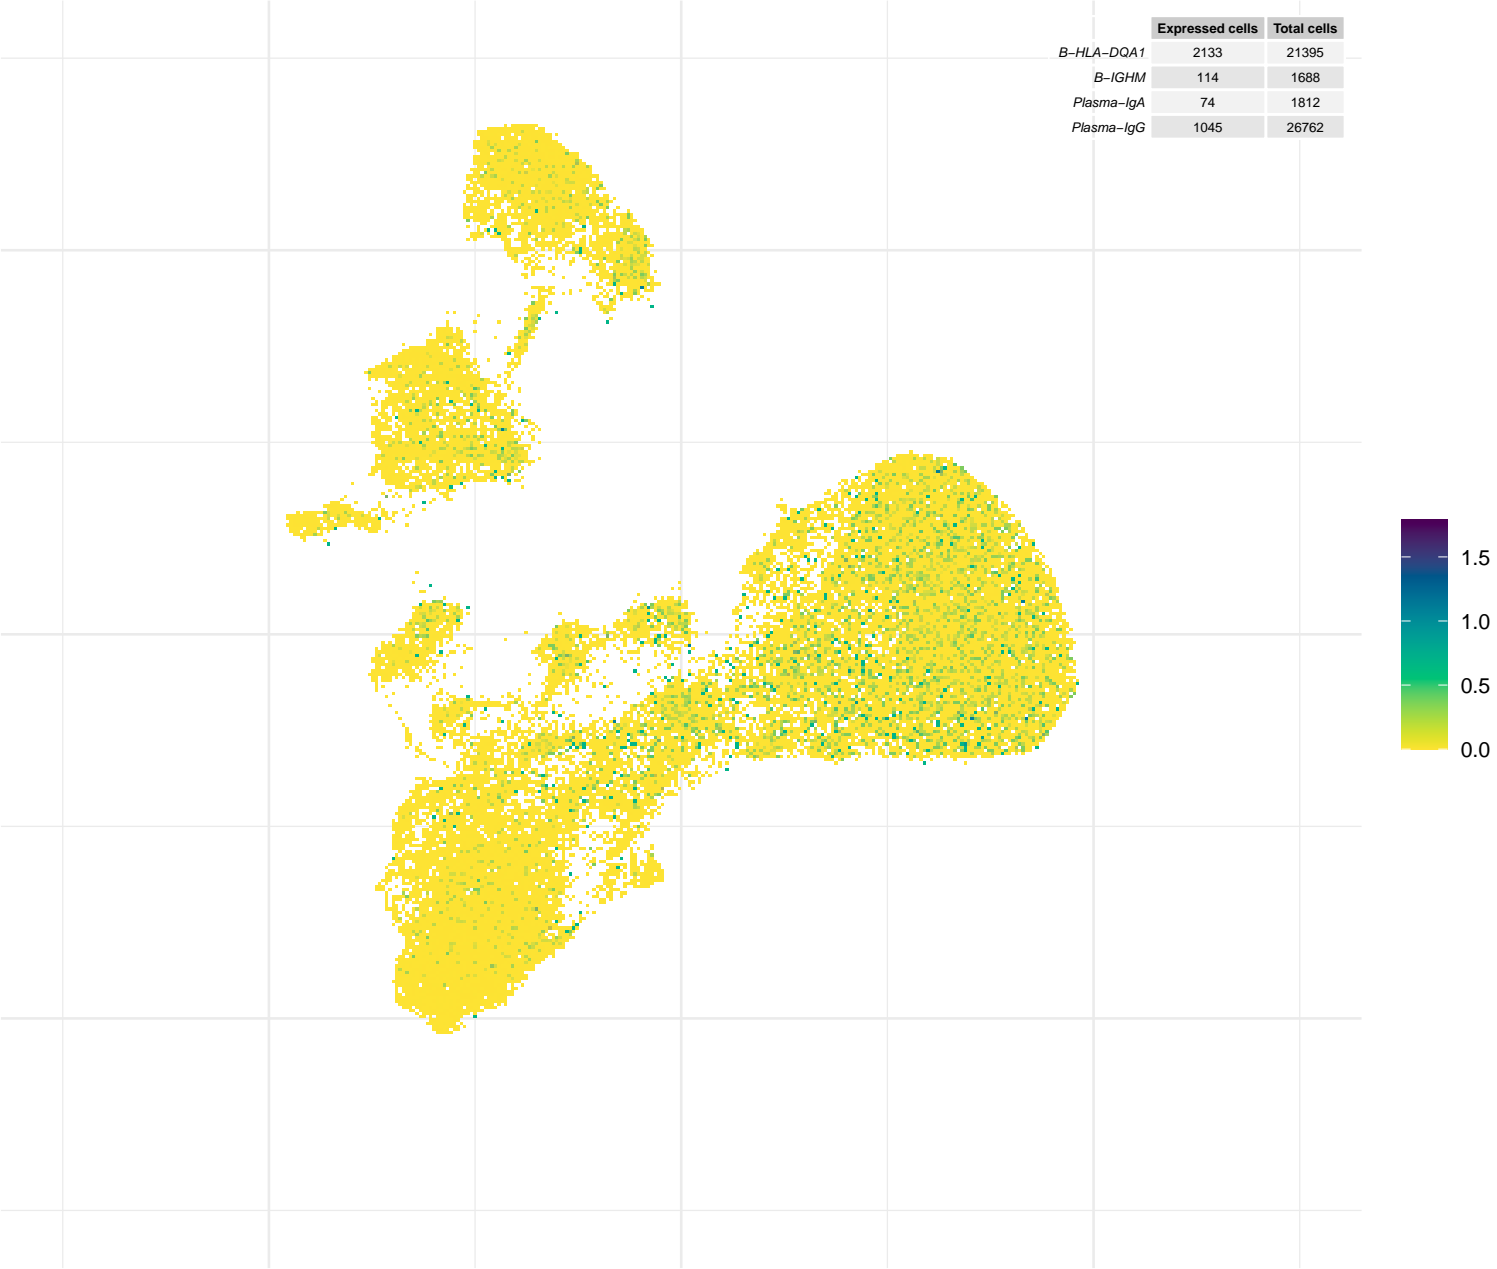 Expressed cells Total cells
B−HLA−DQA1 2133 21395
B−IGHM 114 1688
Plasma−IgA 74 1812
Plasma−IgG 1045 26762
1.5
1.0
0.5
0.0